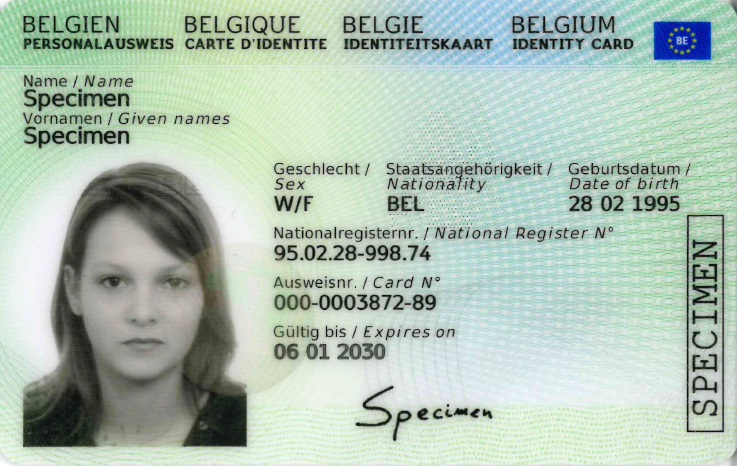 BELGIEN BELGIQUE BELGIE BELGIUM
PERSONALAUSWEIS CARTE D'IDENTITE IDENTITEITSKAART IDENTITY CARD
BE
Name / Name
Specimen
Vornamen / Given names
Specimen
Geschlecht / Staatsangehörigkeit / Geburtsdatum /
Sex Nationality Date of birth
W/F BEL 28 02 1995
Nationalregisternr. / National Register N°
95.02.28-998.74
Ausweisnr. / Card N°
000-0003872-89
Gültig bis / Expires on
06 01 2030
Specimen
SPECIMEN